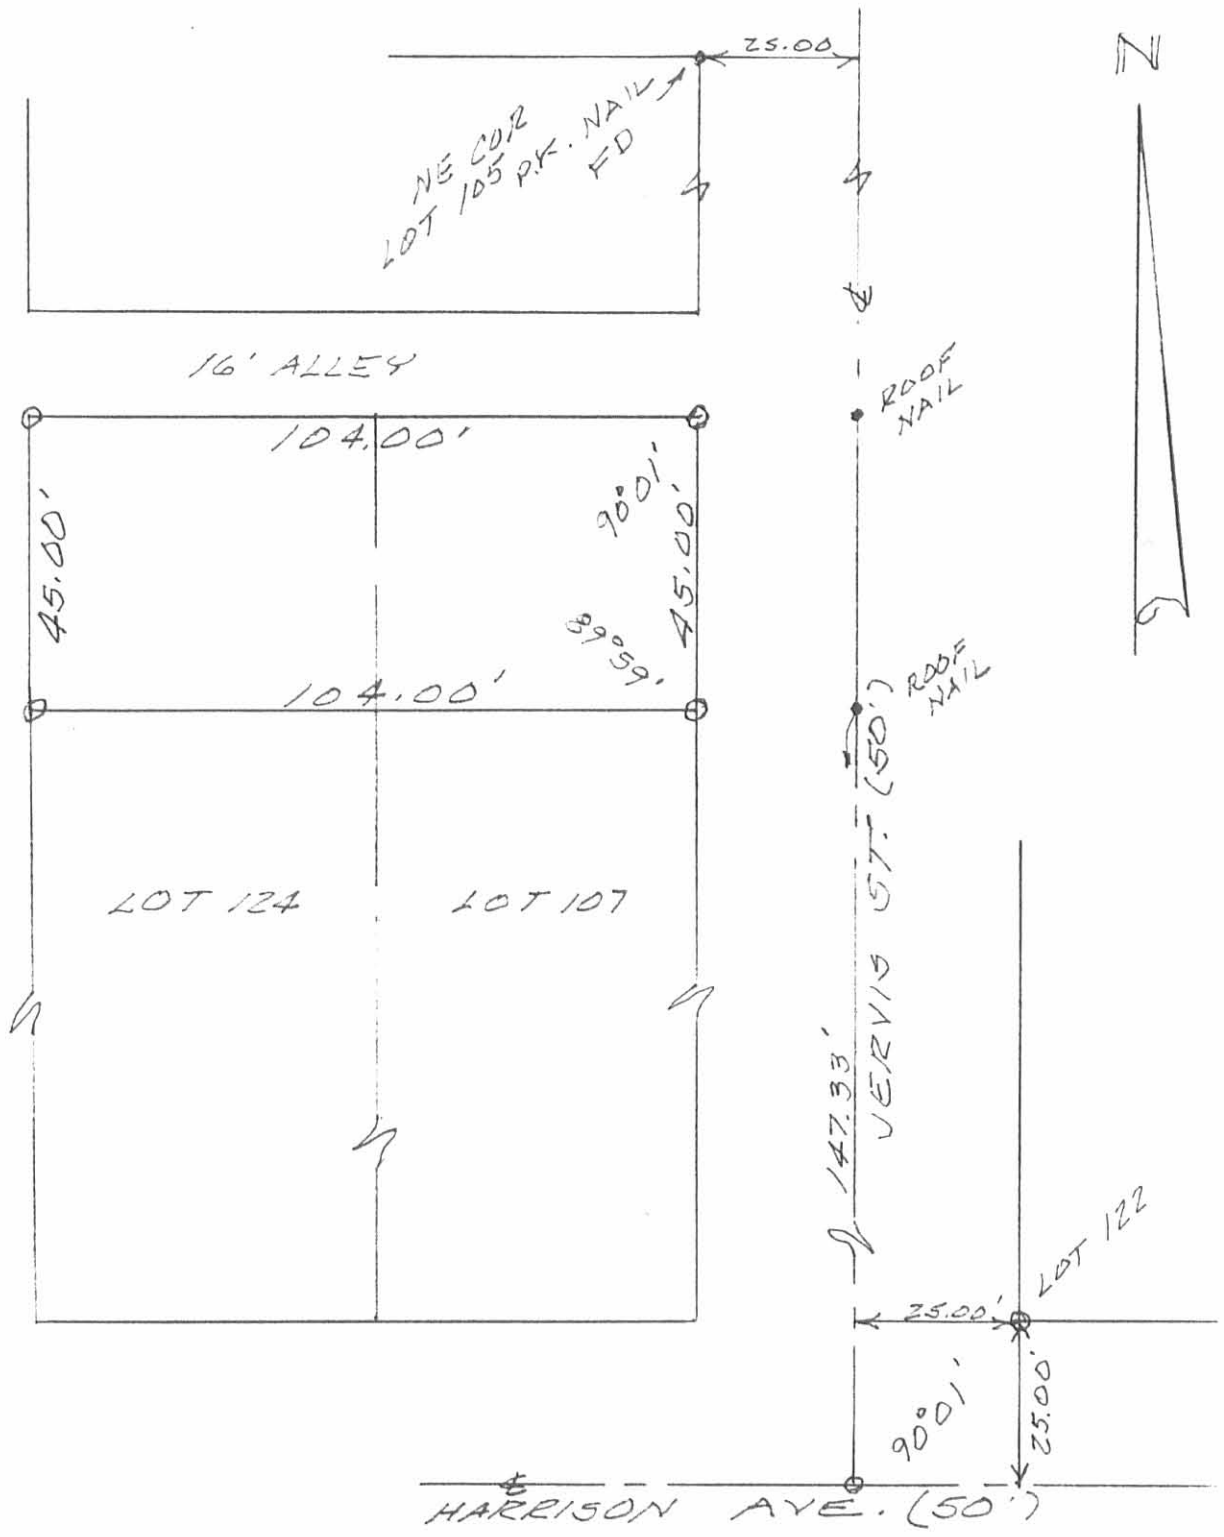 25.00
N
NE COR
LOT 105 P.K. NAIL
FD
16' ALLEY
ROOF
NAIL
104.00'
90°01'
45.00'
45.00'
89°59'
104.00'
ROOF
NAIL
LOT 124
LOT 107
JERVIS ST. (50')
147.33'
LOT 122
25.00'
90°01'
25.00'
HARRISON AVE. (50')